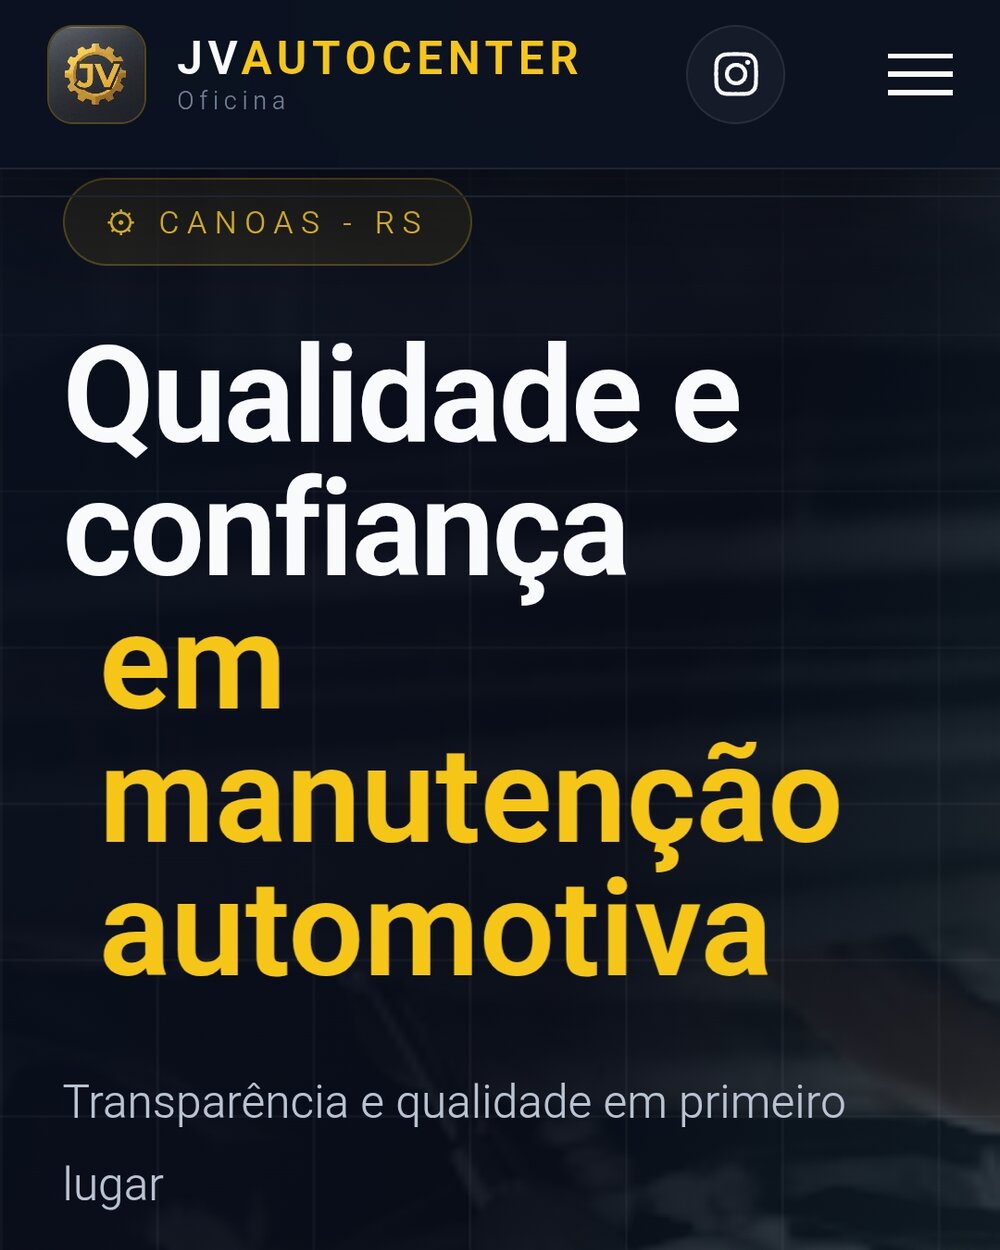 JV
JVAUTOCENTER
Oficina
CANOAS - RS
Qualidade e
confiança
em
manutenção
automotiva
Transparência e qualidade em primeiro
lugar